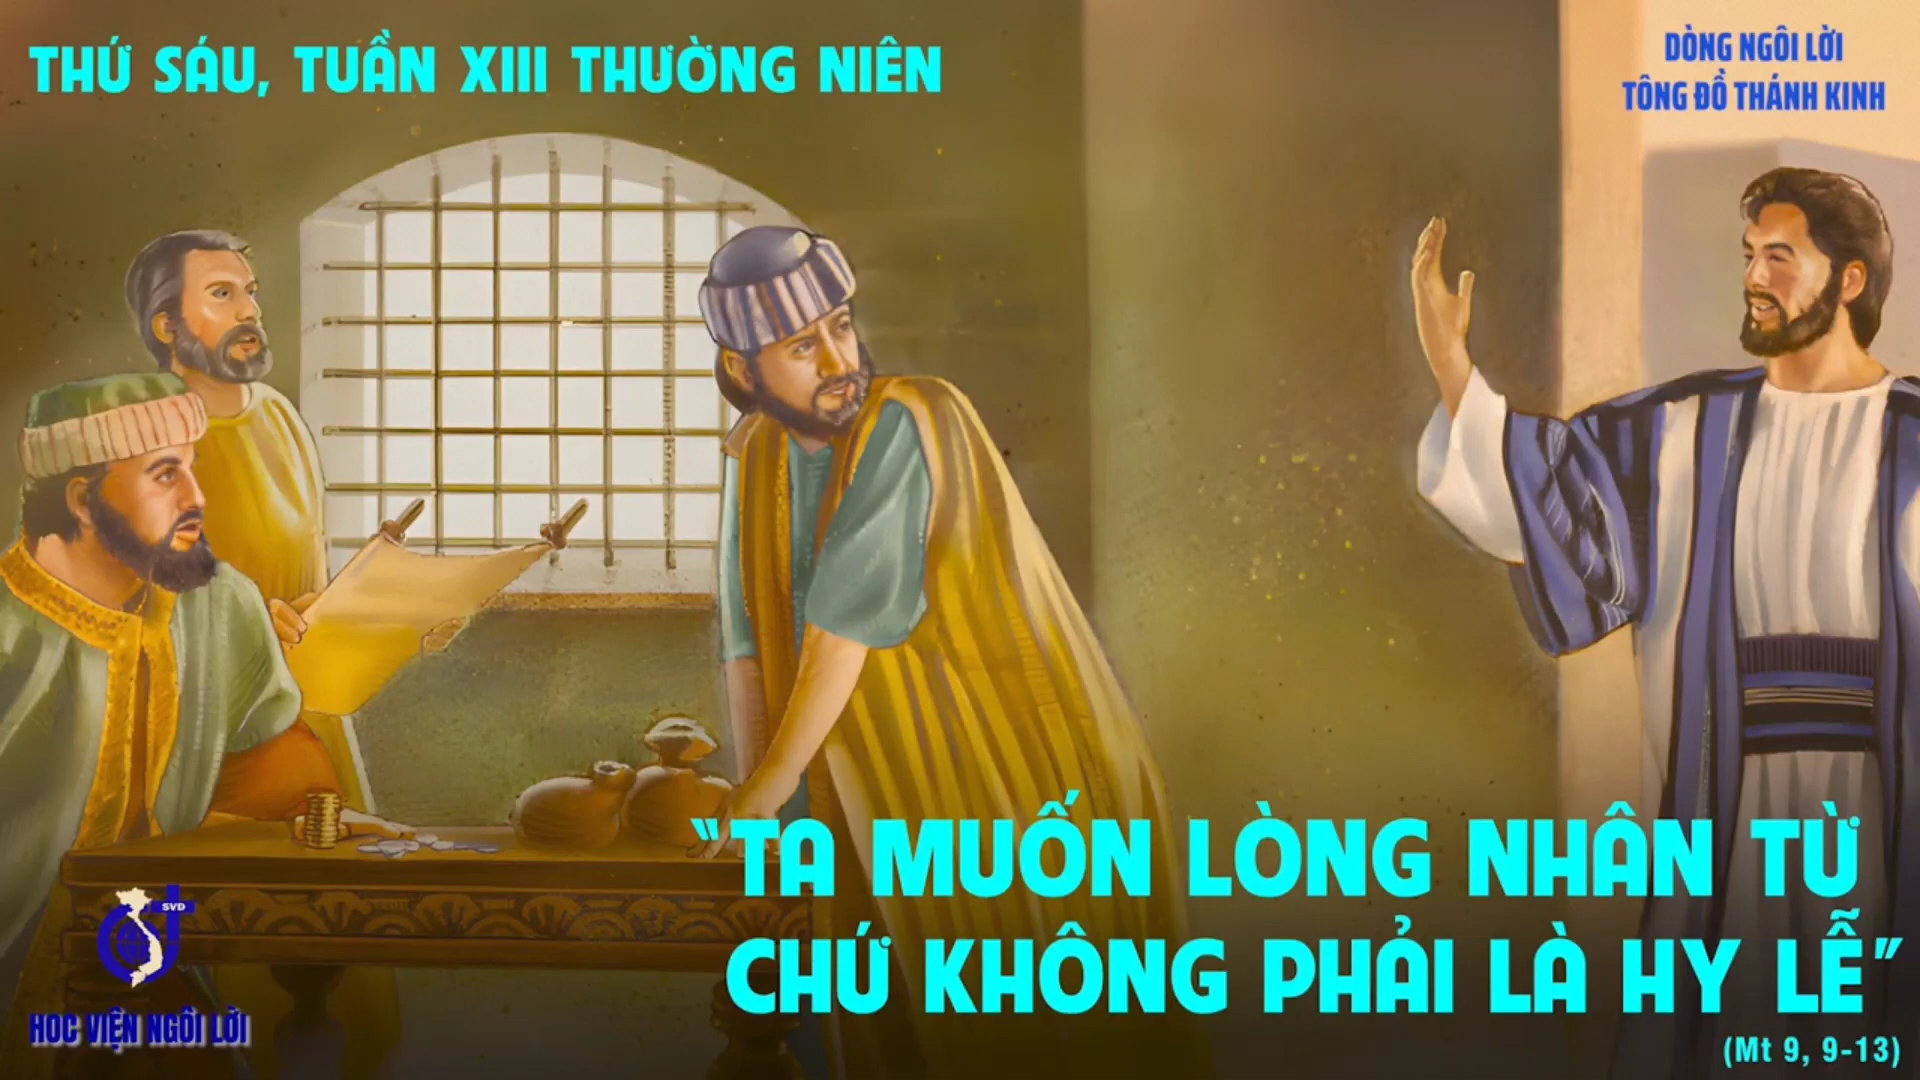 THỨ SÁU, TUẦN XIII THƯỜNG NIÊN
DÒNG NGÔI LỜI
TÔNG ĐỒ THÁNH KINH
“TA MUỐN LÒNG NHÂN TỪ
CHỨ KHÔNG PHẢI LÀ HY LỄ”
(Mt 9, 9-13)
SVD
HỌC VIỆN NGÔI LỜI